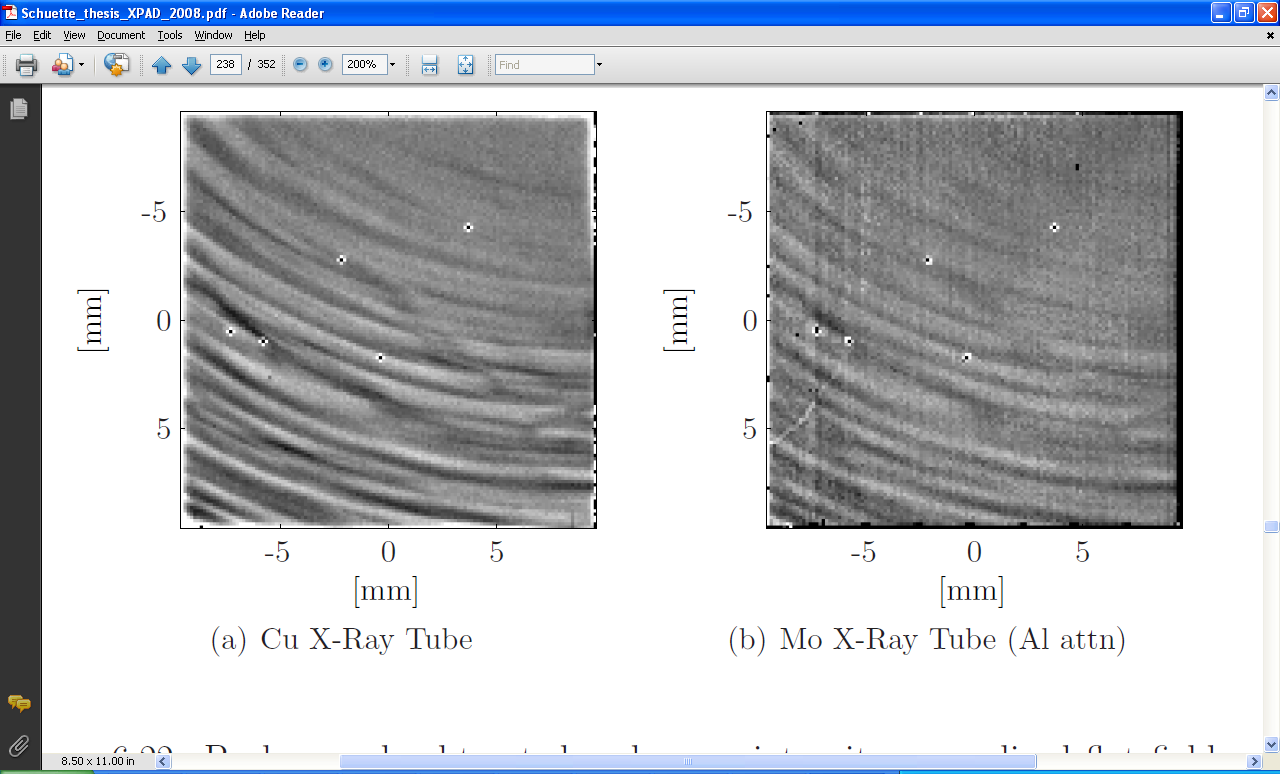 Schuette_thesis_XPAD_2008.pdf - Adobe Reader
File Edit View Document Tools Window Help
238 / 352 200% Find
-5 -5
[mm] 0 [mm] 0
5 5
-5 0 5 -5 0 5
[mm] [mm]
(a) Cu X-Ray Tube (b) Mo X-Ray Tube (Al attn)
8.50 x 11.00 in